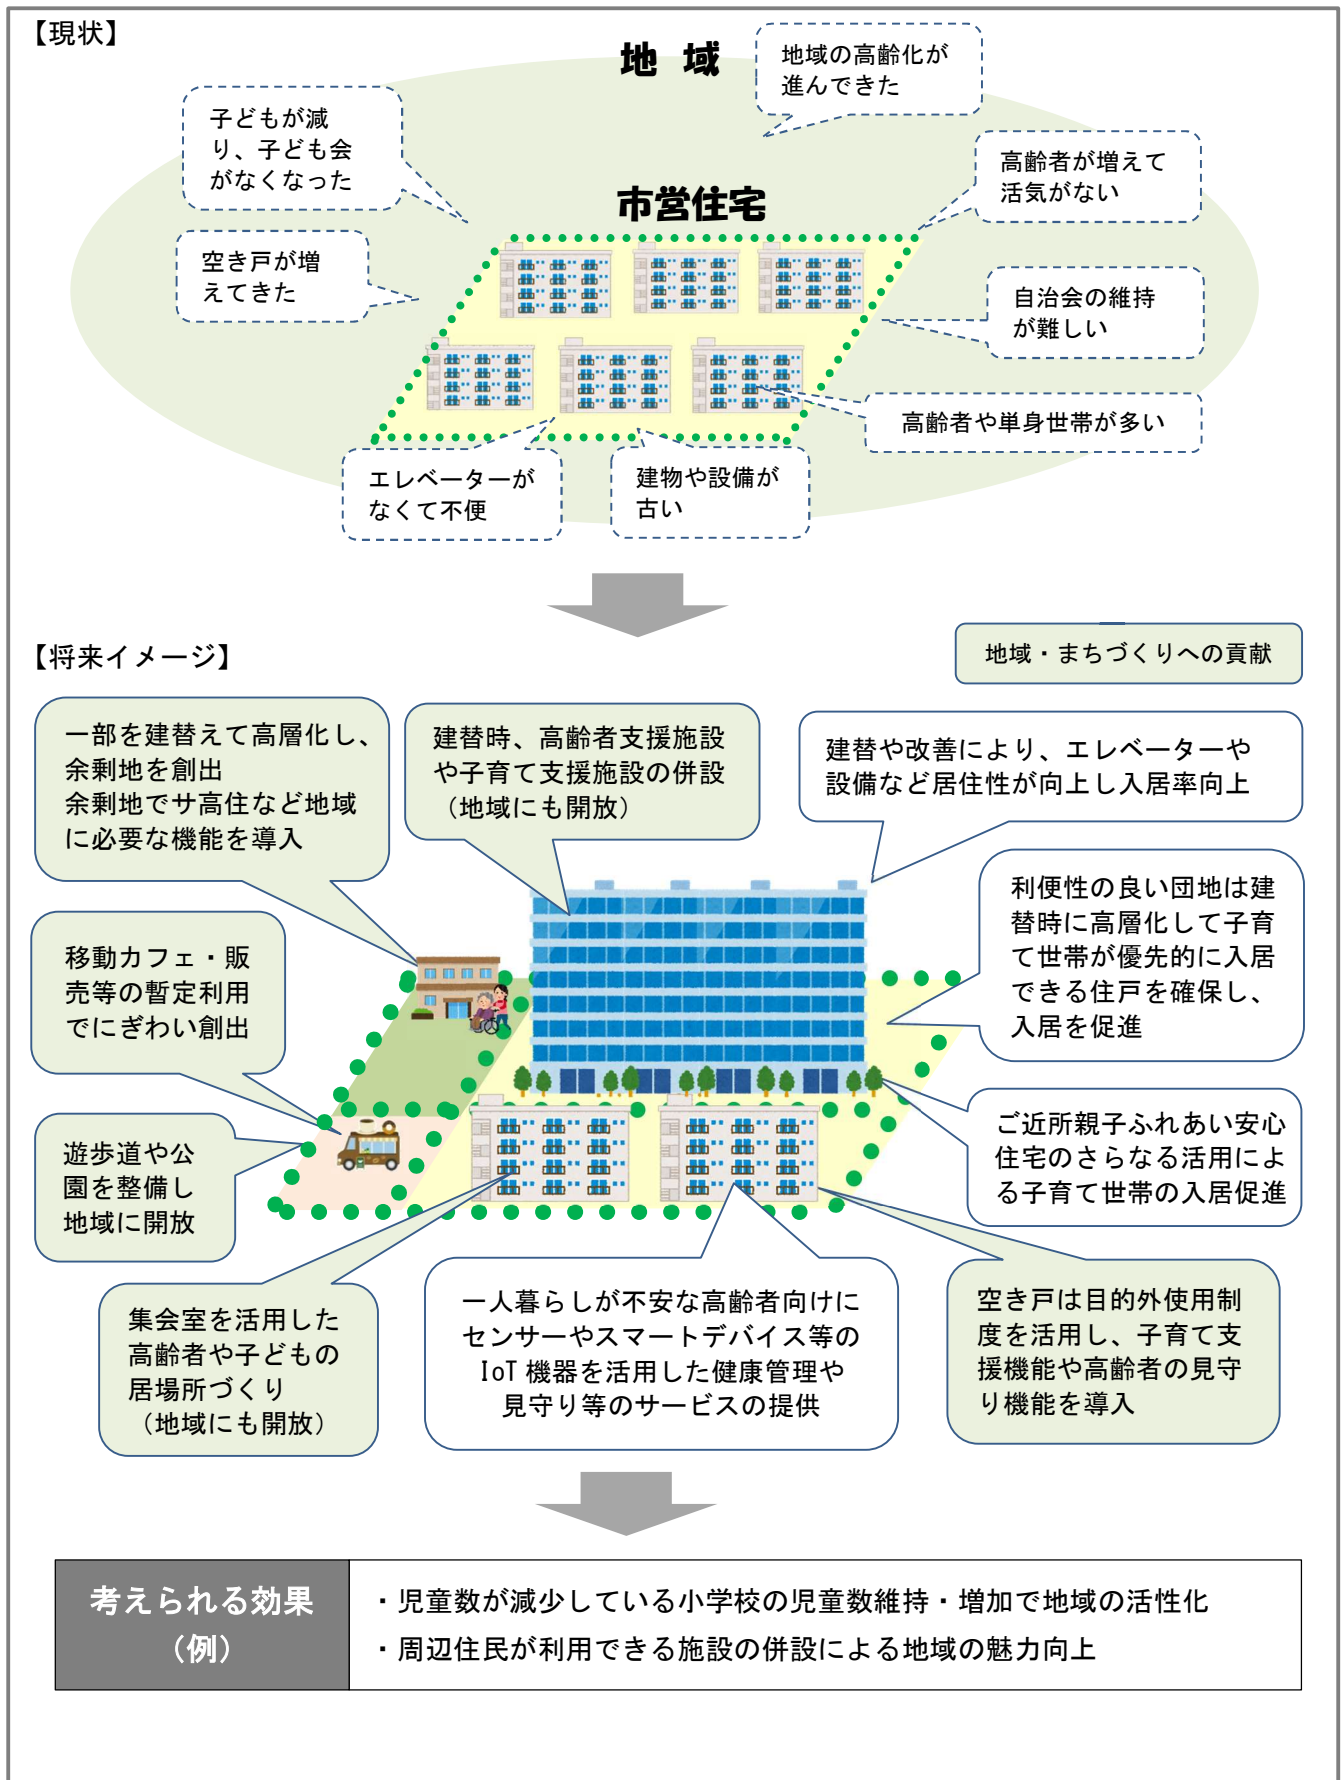 【現状】
地 域
地域の高齢化が
進んできた
子どもが減
り、子ども会
がなくなった
高齢者が増えて
活気がない
市営住宅
空き戸が増
えてきた
自治会の維持
が難しい
高齢者や単身世帯が多い
エレベーターが
なくて不便
建物や設備が
古い
【将来イメージ】
地域・まちづくりへの貢献
一部を建替えて高層化し、
余剰地を創出
余剰地でサ高住など地域
に必要な機能を導入
建替時、高齢者支援施設
や子育て支援施設の併設
（地域にも開放）
建替や改善により、エレベーターや
設備など居住性が向上し入居率向上
利便性の良い団地は建
替時に高層化して子育
て世帯が優先的に入居
できる住戸を確保し、
入居を促進
移動カフェ・販
売等の暫定利用
でにぎわい創出
遊歩道や公
園を整備し
地域に開放
ご近所親子ふれあい安心
住宅のさらなる活用によ
る子育て世帯の入居促進
集会室を活用した
高齢者や子どもの
居場所づくり
（地域にも開放）
一人暮らしが不安な高齢者向けに
センサーやスマートデバイス等の
IoT 機器を活用した健康管理や
見守り等のサービスの提供
空き戸は目的外使用制
度を活用し、子育て支
援機能や高齢者の見守
り機能を導入
考えられる効果
（例）
・児童数が減少している小学校の児童数維持・増加で地域の活性化
・周辺住民が利用できる施設の併設による地域の魅力向上